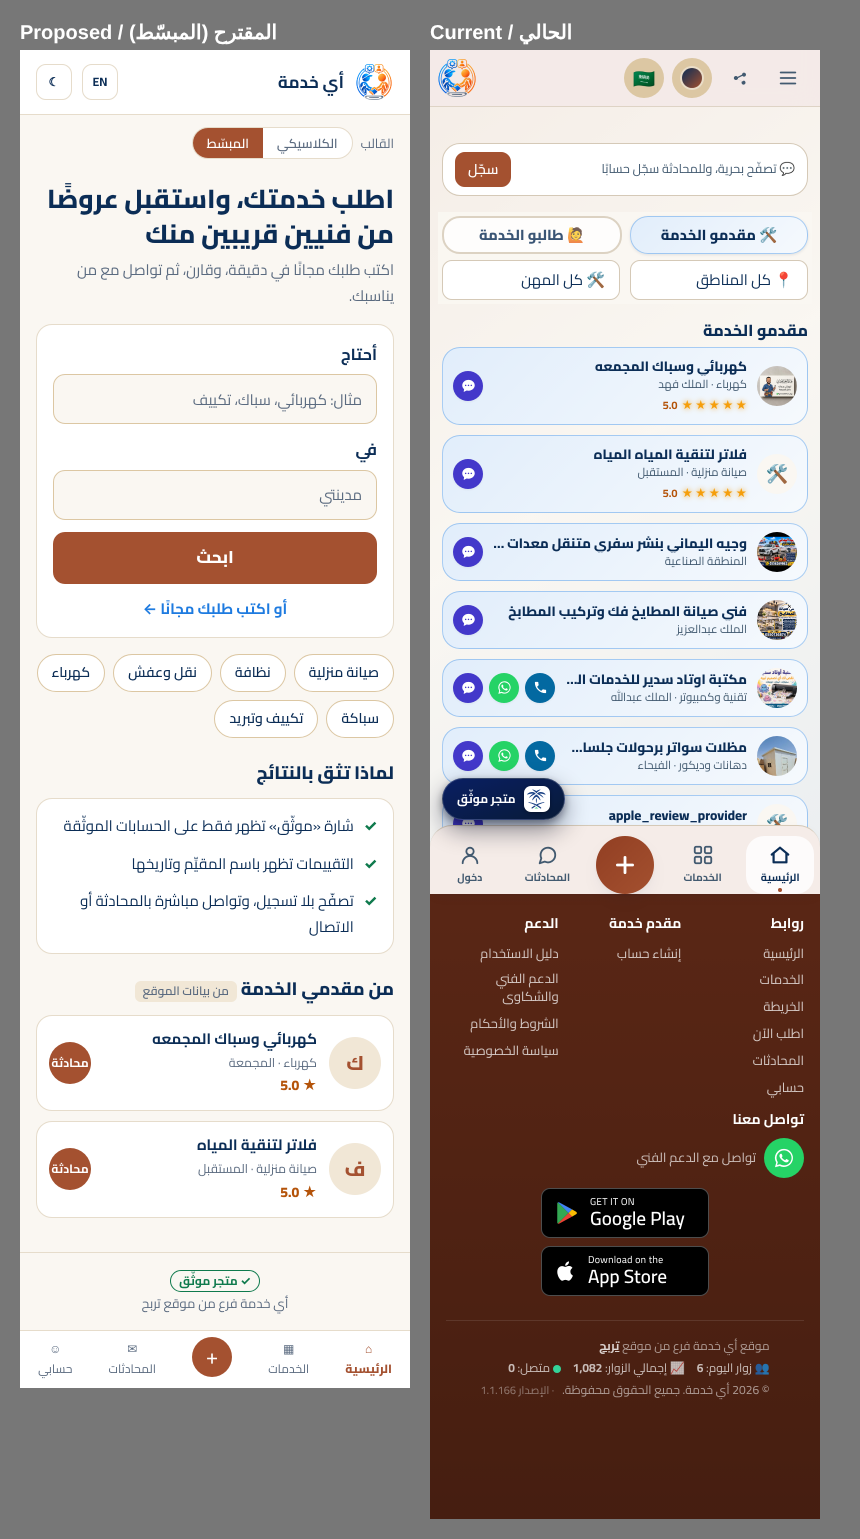 Proposed / المقترح (المبسّط)
أي خدمة
EN
القالب
الكلاسيكي
المبسّط
اطلب خدمتك، واستقبل عروضًا
من فنيين قريبين منك
اكتب طلبك مجانًا في دقيقة، وقارن، ثم تواصل مع من
يناسبك.
أحتاج
مثال: كهربائي، سباك، تكييف
في
مدينتي
ابحث
أو اكتب طلبك مجانًا ←
صيانة منزلية
نظافة
نقل وعفش
كهرباء
سباكة
تكييف وتبريد
لماذا تثق بالنتائج
✓ شارة «موثّق» تظهر فقط على الحسابات الموثّقة
✓ التقييمات تظهر باسم المقيّم وتاريخها
✓ تصفّح بلا تسجيل، وتواصل مباشرة بالمحادثة أو
الاتصال
من مقدمي الخدمة
من بيانات الموقع
ك
كهربائي وسباك المجمعه
كهرباء · المجمعة
★ 5.0
محادثة
ف
فلاتر لتنقية المياه
صيانة منزلية · المستقبل
★ 5.0
محادثة
✓ متجر موثّق
أي خدمة فرع من موقع تربح
الرئيسية
الخدمات
+
المحادثات
حسابي
Current / الحالي
💬 تصفّح بحرية، وللمحادثة سجّل حسابًا
سجّل
🛠️ مقدمو الخدمة
🙋 طالبو الخدمة
📍 كل المناطق
🛠️ كل المهن
مقدمو الخدمة
كهربائي وسباك المجمعه
كهرباء · الملك فهد
★★★★★ 5.0
فلاتر لتنقية المياه المياه
صيانة منزلية · المستقبل
★★★★★ 5.0
وجيه اليماني بنشر سفري متنقل معدات ...
المنطقة الصناعية
فني صيانة المطابخ فك وتركيب المطابخ
الملك عبدالعزيز
مكتبة اوتاد سدير للخدمات الـ...
تقنية وكمبيوتر · الملك عبدالله
مظلات سواتر برحولات جلسا...
دهانات وديكور · الفيحاء
متجر موثّق
apple_review_provider
الرئيسية
الخدمات
+
المحادثات
دخول
روابط
الرئيسية
الخدمات
الخريطة
اطلب الآن
المحادثات
حسابي
مقدم خدمة
إنشاء حساب
الدعم
دليل الاستخدام
الدعم الفني
والشكاوى
الشروط والأحكام
سياسة الخصوصية
تواصل معنا
تواصل مع الدعم الفني
GET IT ON
Google Play
Download on the
App Store
موقع أي خدمة فرع من موقع تربح
👥 زوار اليوم: 6 📈 إجمالي الزوار: 1,082 متصل: 0
© 2026 أي خدمة. جميع الحقوق محفوظة. · الإصدار 1.1.166